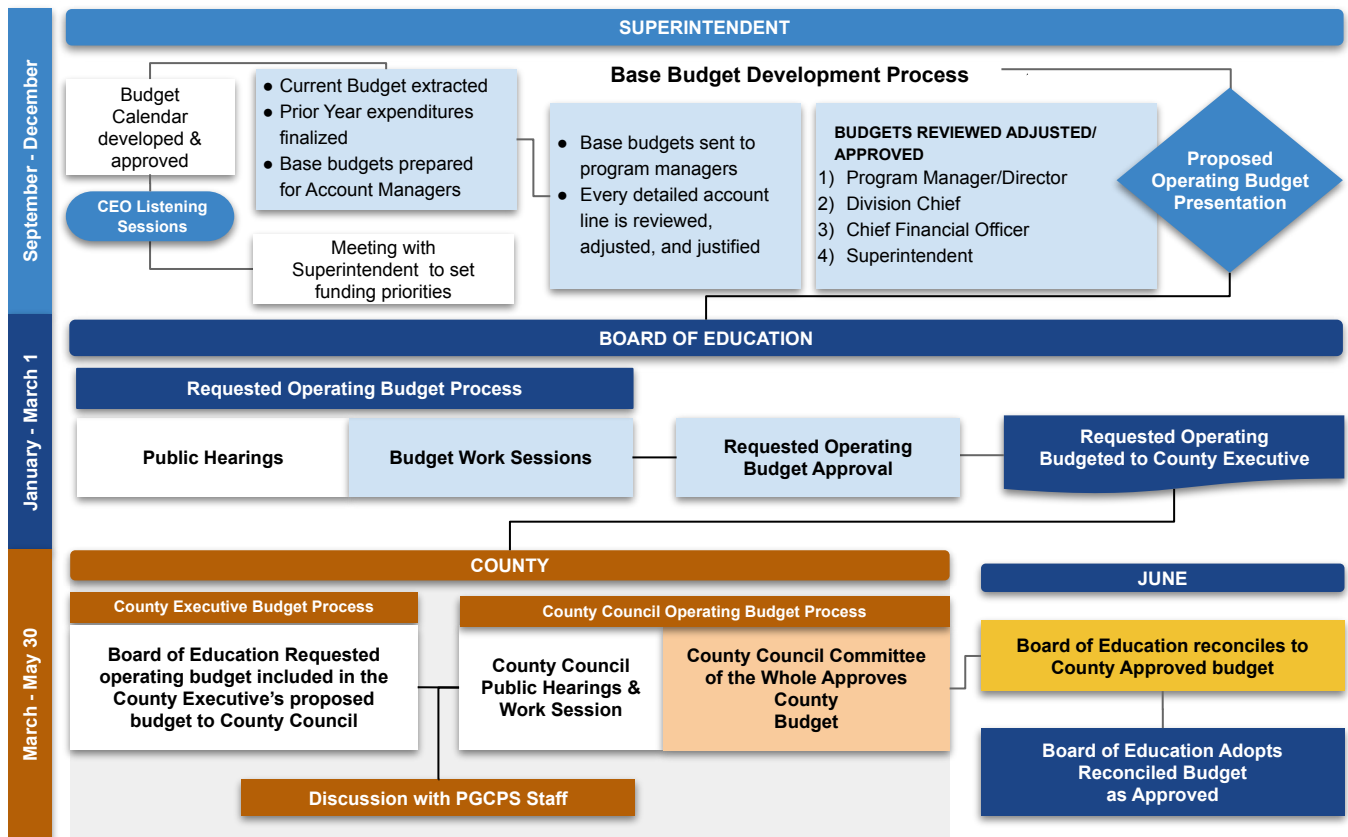 SUPERINTENDENT
September - December
Budget
Calendar
developed &
approved
CEO Listening
Sessions
● Current Budget extracted
● Prior Year expenditures
finalized
● Base budgets prepared
for Account Managers
Meeting with
Superintendent to set
funding priorities
Base Budget Development Process
● Base budgets sent to
program managers
● Every detailed account
line is reviewed,
adjusted, and justified
BUDGETS REVIEWED ADJUSTED/
APPROVED
1) Program Manager/Director
2) Division Chief
3) Chief Financial Officer
4) Superintendent
Proposed
Operating Budget
Presentation
January - March 1
BOARD OF EDUCATION
Requested Operating Budget Process
Public Hearings
Budget Work Sessions
Requested Operating
Budget Approval
Requested Operating
Budgeted to County Executive
March - May 30
COUNTY
County Executive Budget Process
Board of Education Requested
operating budget included in the
County Executive’s proposed
budget to County Council
County Council Operating Budget Process
County Council
Public Hearings &
Work Session
County Council Committee
of the Whole Approves
County
Budget
Discussion with PGCPS Staff
JUNE
Board of Education reconciles to
County Approved budget
Board of Education Adopts
Reconciled Budget
as Approved